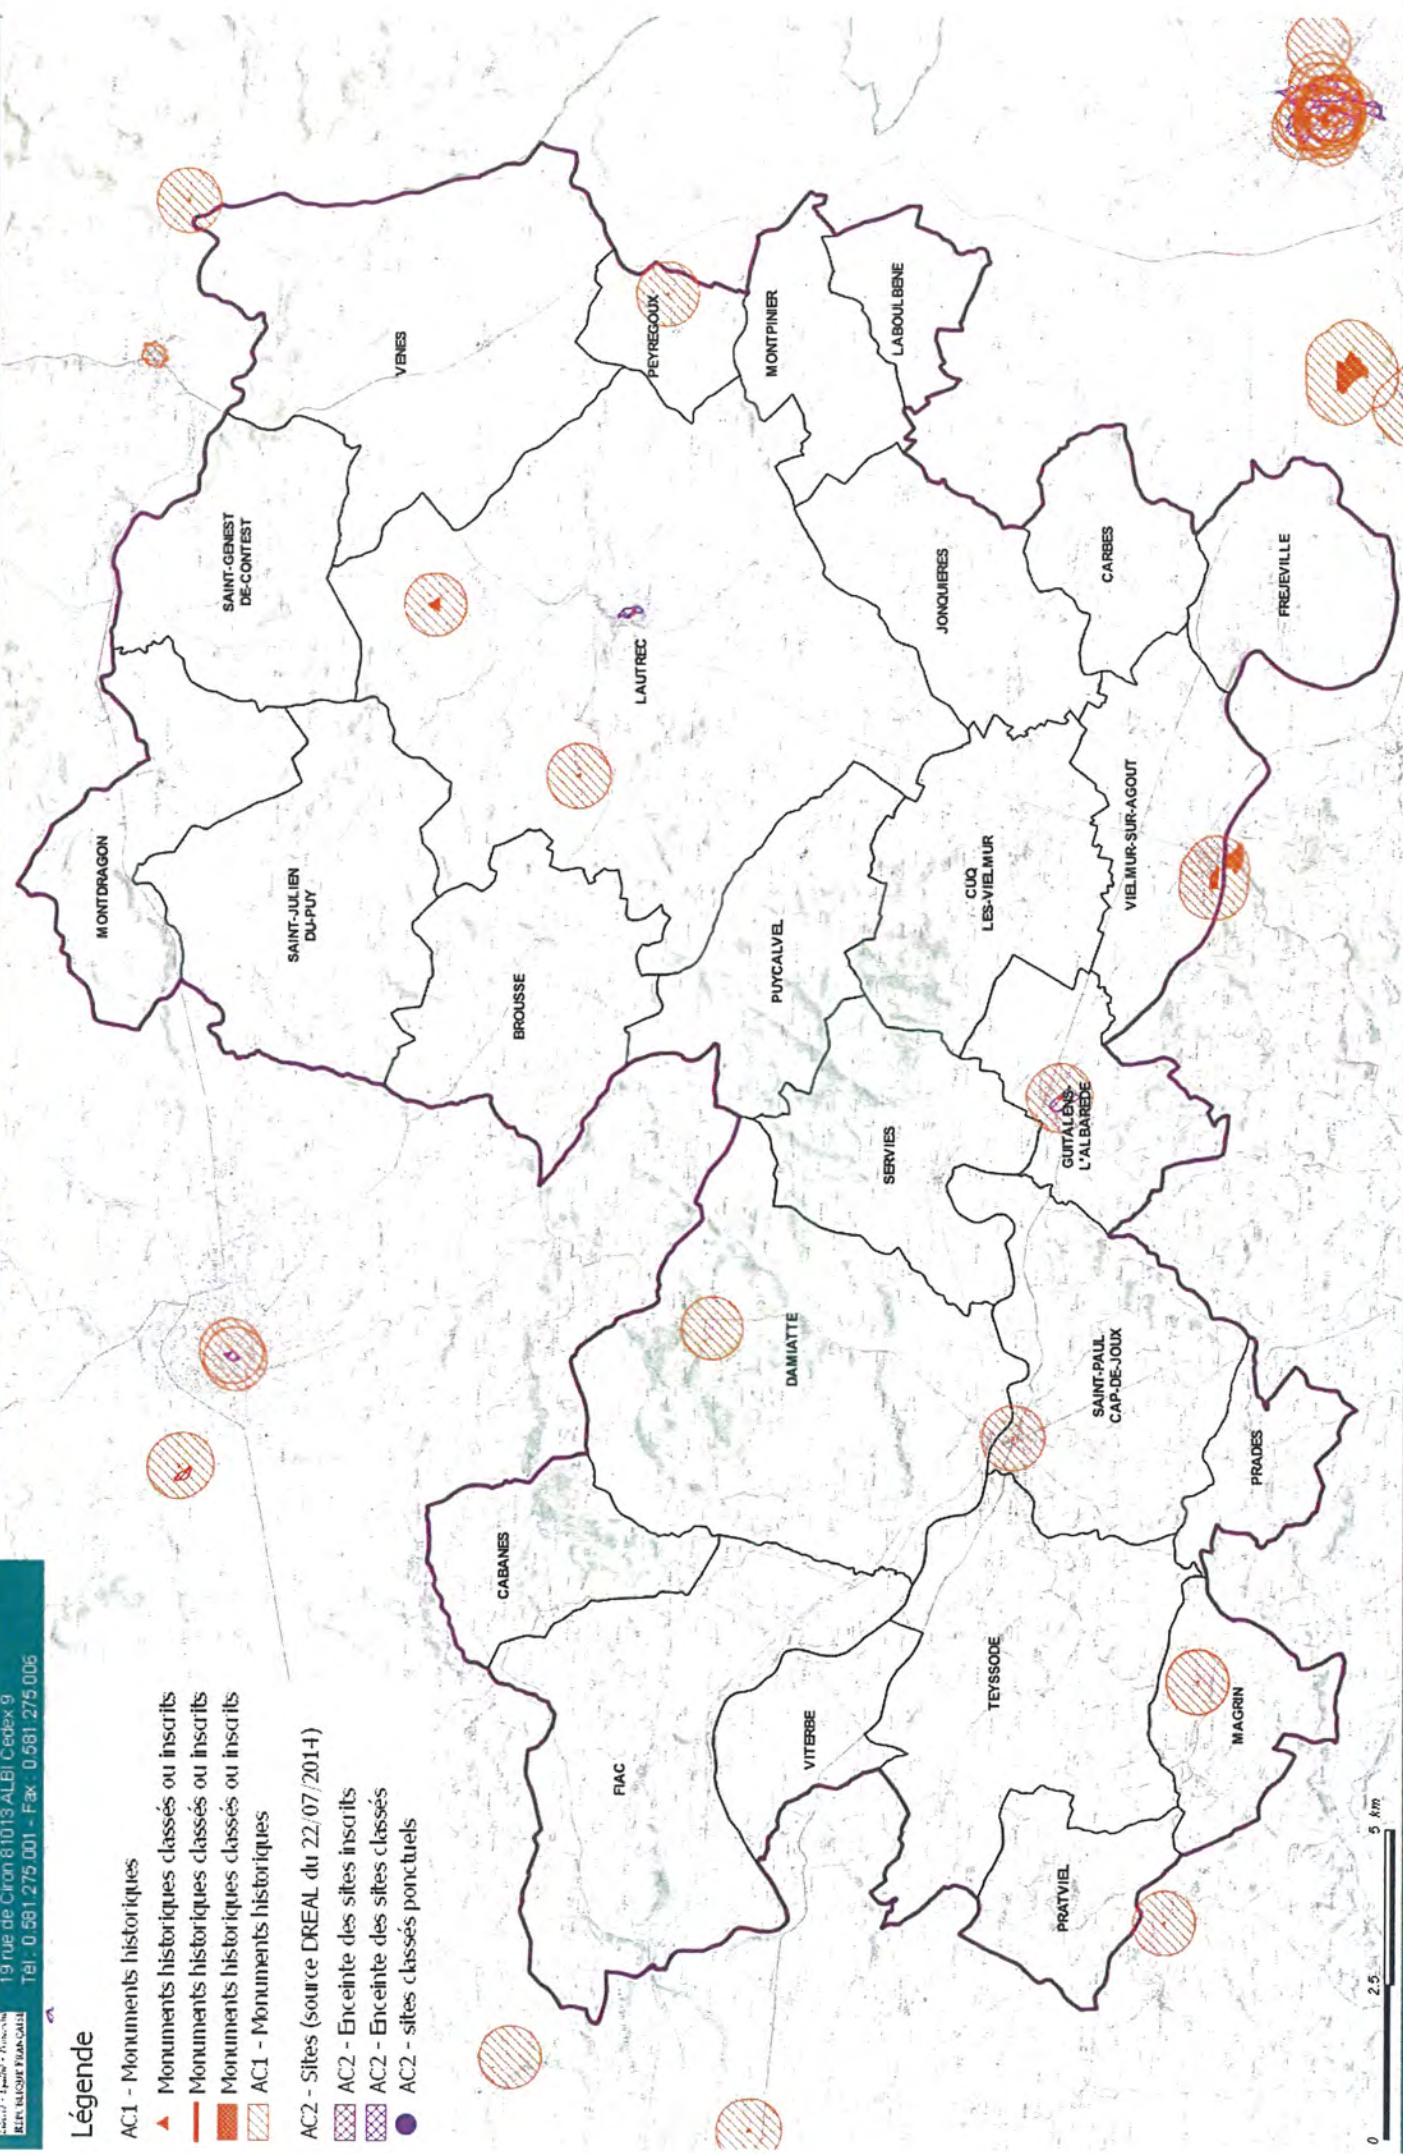 19 rue de Ciron 81013 ALBI Cedex 9
RÉPUBLIQUE FRANÇAISE
Tél : 0.581.275.001 - Fax : 0.581.275.006
Légende
AC1 - Monuments historiques
Monuments historiques classés ou inscrits
Monuments historiques classés ou inscrits
Monuments historiques classés ou inscrits
AC1 - Monuments historiques
AC2 - Sites (source DREAL du 22/07/2014)
AC2 - Enceinte des sites inscrits
AC2 - Enceinte des sites classés
AC2 - sites classés ponctuels
MONTDRAGON
SAINT-GENEST
DE-CONTEST
VENES
SAINT-JULIEN
DU-PUY
BROUSSE
LAUTREC
PEYREGOUX
MONTPINIER
LABOULBENE
CABANES
FIAC
DAMIATTE
PUYCALVEL
VITERBE
SERVIES
CUQ
LES-VIELMUR
JONQUIERES
TEYSSODE
PRATVIEL
GUITALENS-
L'ALBAREDE
SAINT-PAUL
CAP-DE-JOUX
VIELMUR-SUR-AGOUT
CARBES
MAGRIN
PRADES
FREJEVILLE
0 2.5 5 km